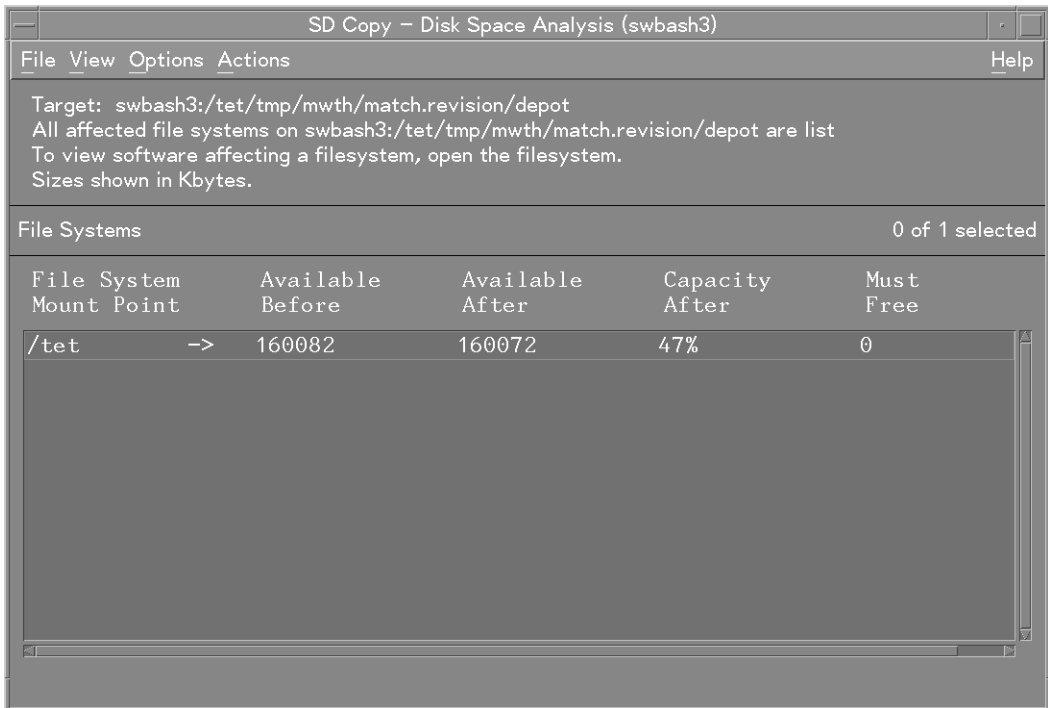 SD Copy - Disk Space Analysis (swbash3)
File View Options Actions Help
Target: swbash3:/tet/tmp/mwth/match.revision/depot
All affected file systems on swbash3:/tet/tmp/mwth/match.revision/depot are list
To view software affecting a filesystem, open the filesystem.
Sizes shown in Kbytes.
File Systems 0 of 1 selected
File System Available Available Capacity Must
Mount Point Before After After Free
/tet -> 160082 160072 47% 0